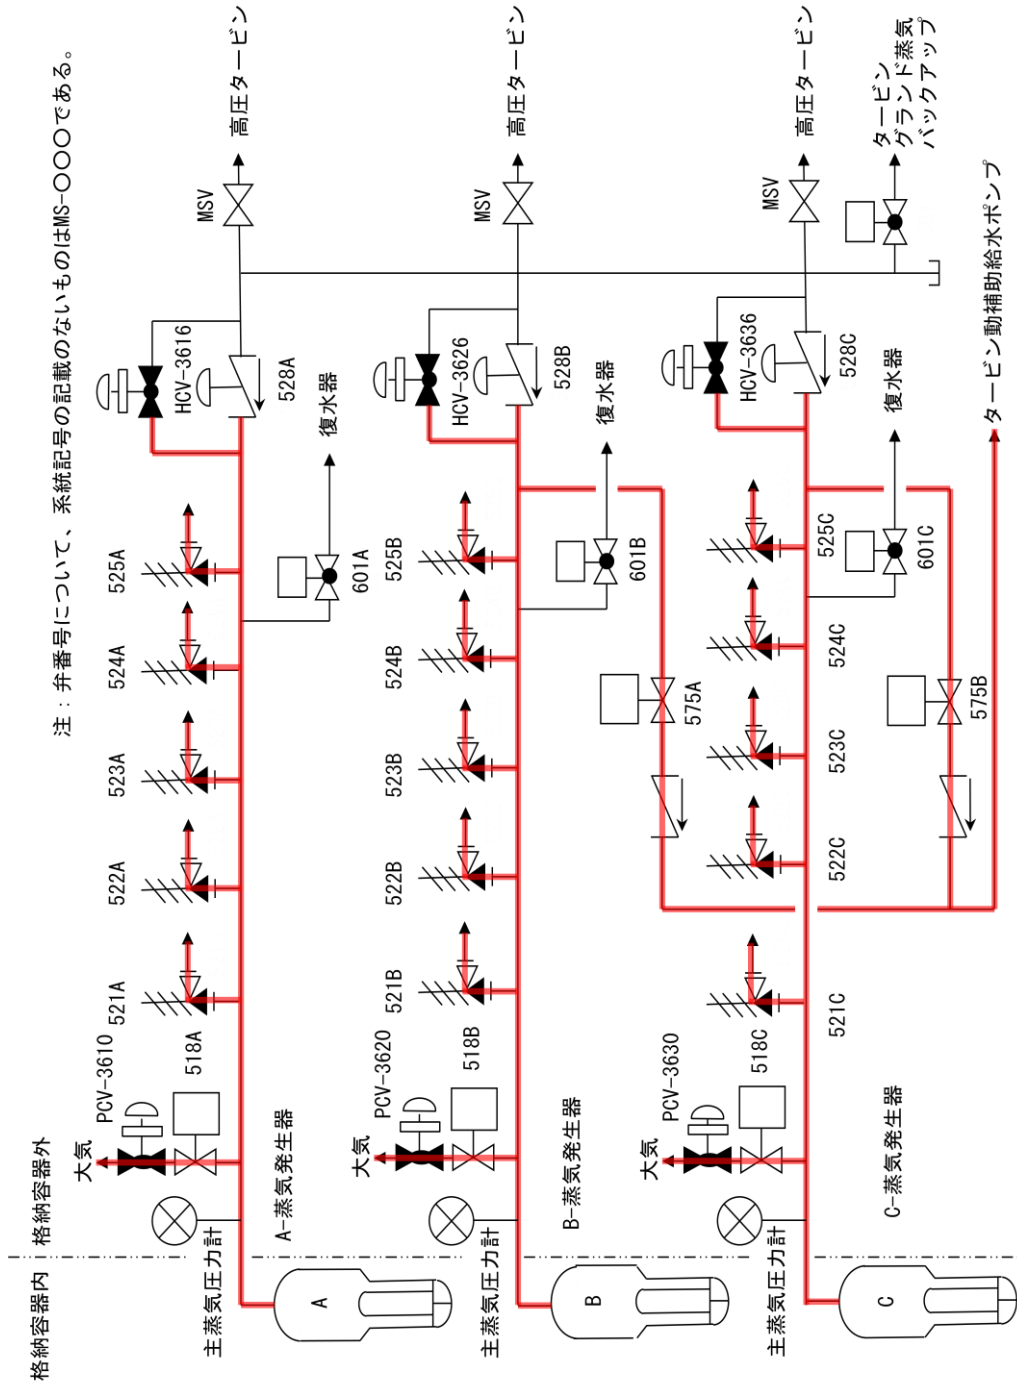 注：弁番号について、系統記号の記載のないものはMS-〇〇〇である。
格納容器内
格納容器外
大気
PCV-3610
518A
521A
522A
523A
524A
525A
HCV-3616
528A
MSV
高圧タービン
主蒸気圧力計
A
A-蒸気発生器
601A
復水器
大気
PCV-3620
518B
521B
522B
523B
524B
525B
HCV-3626
528B
MSV
高圧タービン
主蒸気圧力計
B
B-蒸気発生器
601B
復水器
575A
大気
PCV-3630
518C
521C
522C
523C
524C
525C
HCV-3636
528C
MSV
高圧タービン
主蒸気圧力計
C
C-蒸気発生器
601C
復水器
575B
タービン
グランド蒸気
バックアップ
タービン動補助給水ポンプ